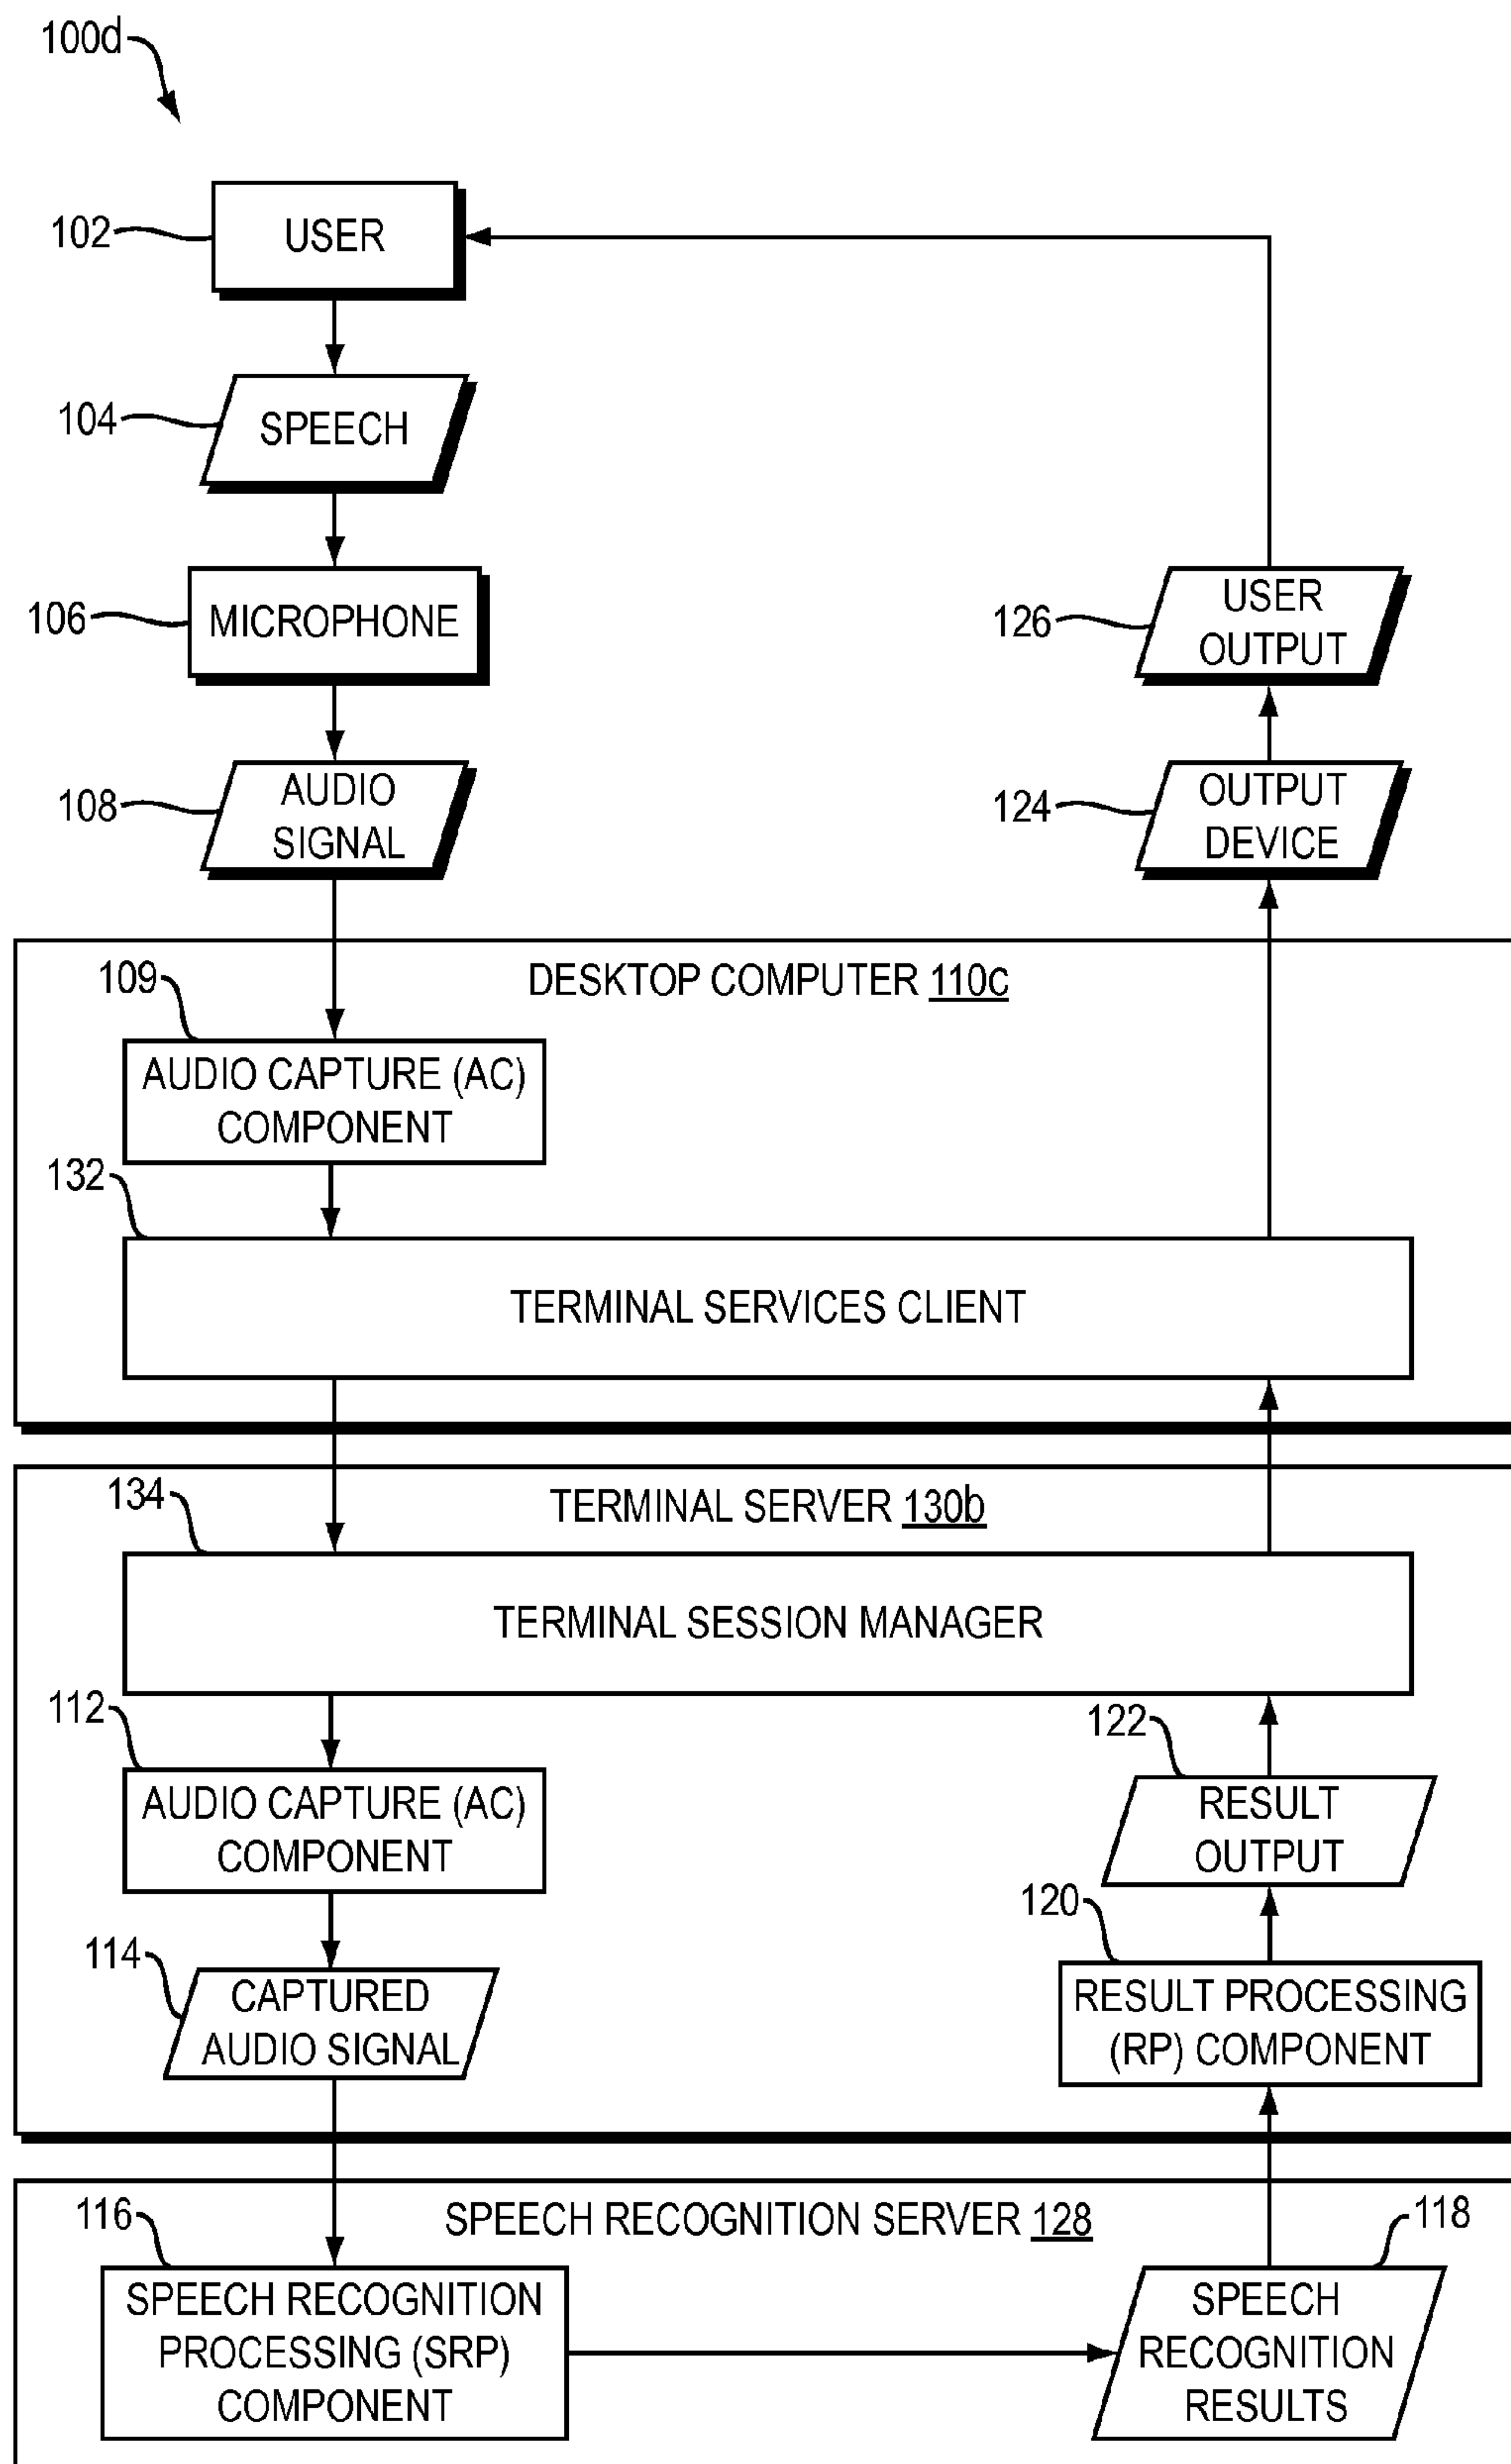 100d
102
USER
104
SPEECH
106
MICROPHONE
126
USER
OUTPUT
108
AUDIO
SIGNAL
124
OUTPUT
DEVICE
DESKTOP COMPUTER 110c
109
AUDIO CAPTURE (AC)
COMPONENT
132
TERMINAL SERVICES CLIENT
TERMINAL SERVER 130b
134
TERMINAL SESSION MANAGER
112
AUDIO CAPTURE (AC)
COMPONENT
122
RESULT
OUTPUT
114
CAPTURED
AUDIO SIGNAL
120
RESULT PROCESSING
(RP) COMPONENT
SPEECH RECOGNITION SERVER 128
116
SPEECH RECOGNITION
PROCESSING (SRP)
COMPONENT
118
SPEECH
RECOGNITION
RESULTS